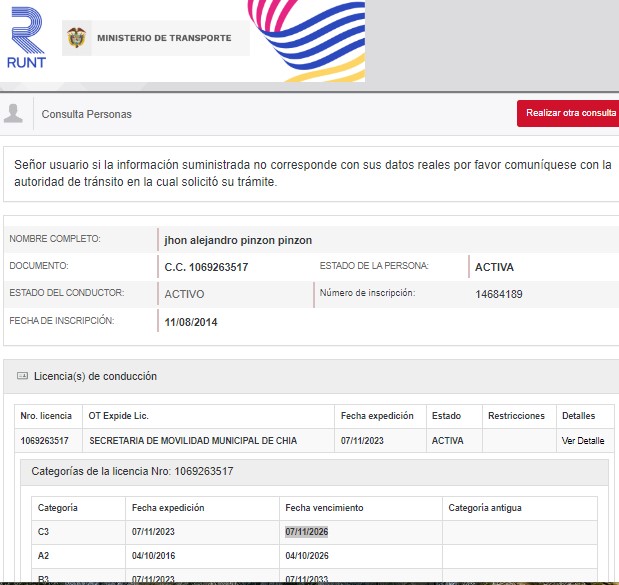 RUNT
MINISTERIO DE TRANSPORTE
Consulta Personas
Realizar otra consulta
Señor usuario si la información suministrada no corresponde con sus datos reales por favor comuníquese con la
autoridad de tránsito en la cual solicitó su trámite.
NOMBRE COMPLETO: jhon alejandro pinzon pinzon
DOCUMENTO: C.C. 1069263517 ESTADO DE LA PERSONA: ACTIVA
ESTADO DEL CONDUCTOR: ACTIVO Número de inscripción: 14684189
FECHA DE INSCRIPCIÓN: 11/08/2014
Licencia(s) de conducción
Nro. licencia OT Expide Lic. Fecha expedición Estado Restricciones Detalles
1069263517 SECRETARIA DE MOVILIDAD MUNICIPAL DE CHIA 07/11/2023 ACTIVA Ver Detalle
Categorías de la licencia Nro: 1069263517
Categoría Fecha expedición Fecha vencimiento Categoría antigua
C3 07/11/2023 07/11/2026
A2 04/10/2016 04/10/2026
B3 07/11/2023 07/11/2033